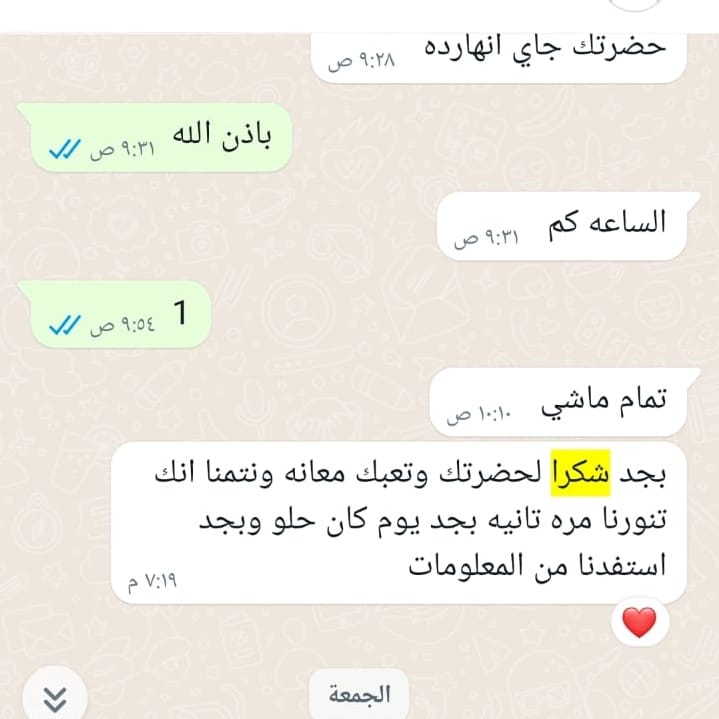 حضرتك جاي انهارده
٩:٢٨ ص
باذن الله
٩:٣١ ص
الساعه كم
٩:٣١ ص
1
٩:٥٤ ص
تمام ماشي
١٠:١٠ ص
بجد شكرا لحضرتك وتعبك معانه ونتمنا انك
تنورنا مره تانيه بجد يوم كان حلو وبجد
استفدنا من المعلومات
٧:١٩ م
الجمعة